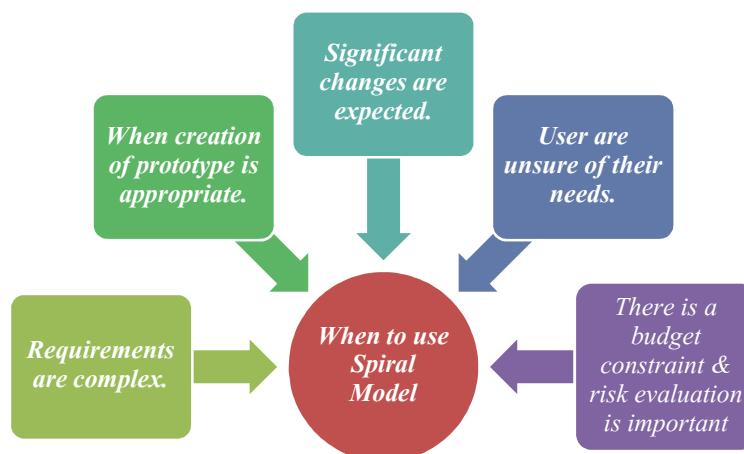 Significant
changes are
expected.
When creation
of prototype is
appropriate.
User are
unsure of their
needs.
Requirements
are complex.
When to use
Spiral
Model
There is a
budget
constraint &
risk evaluation
is important